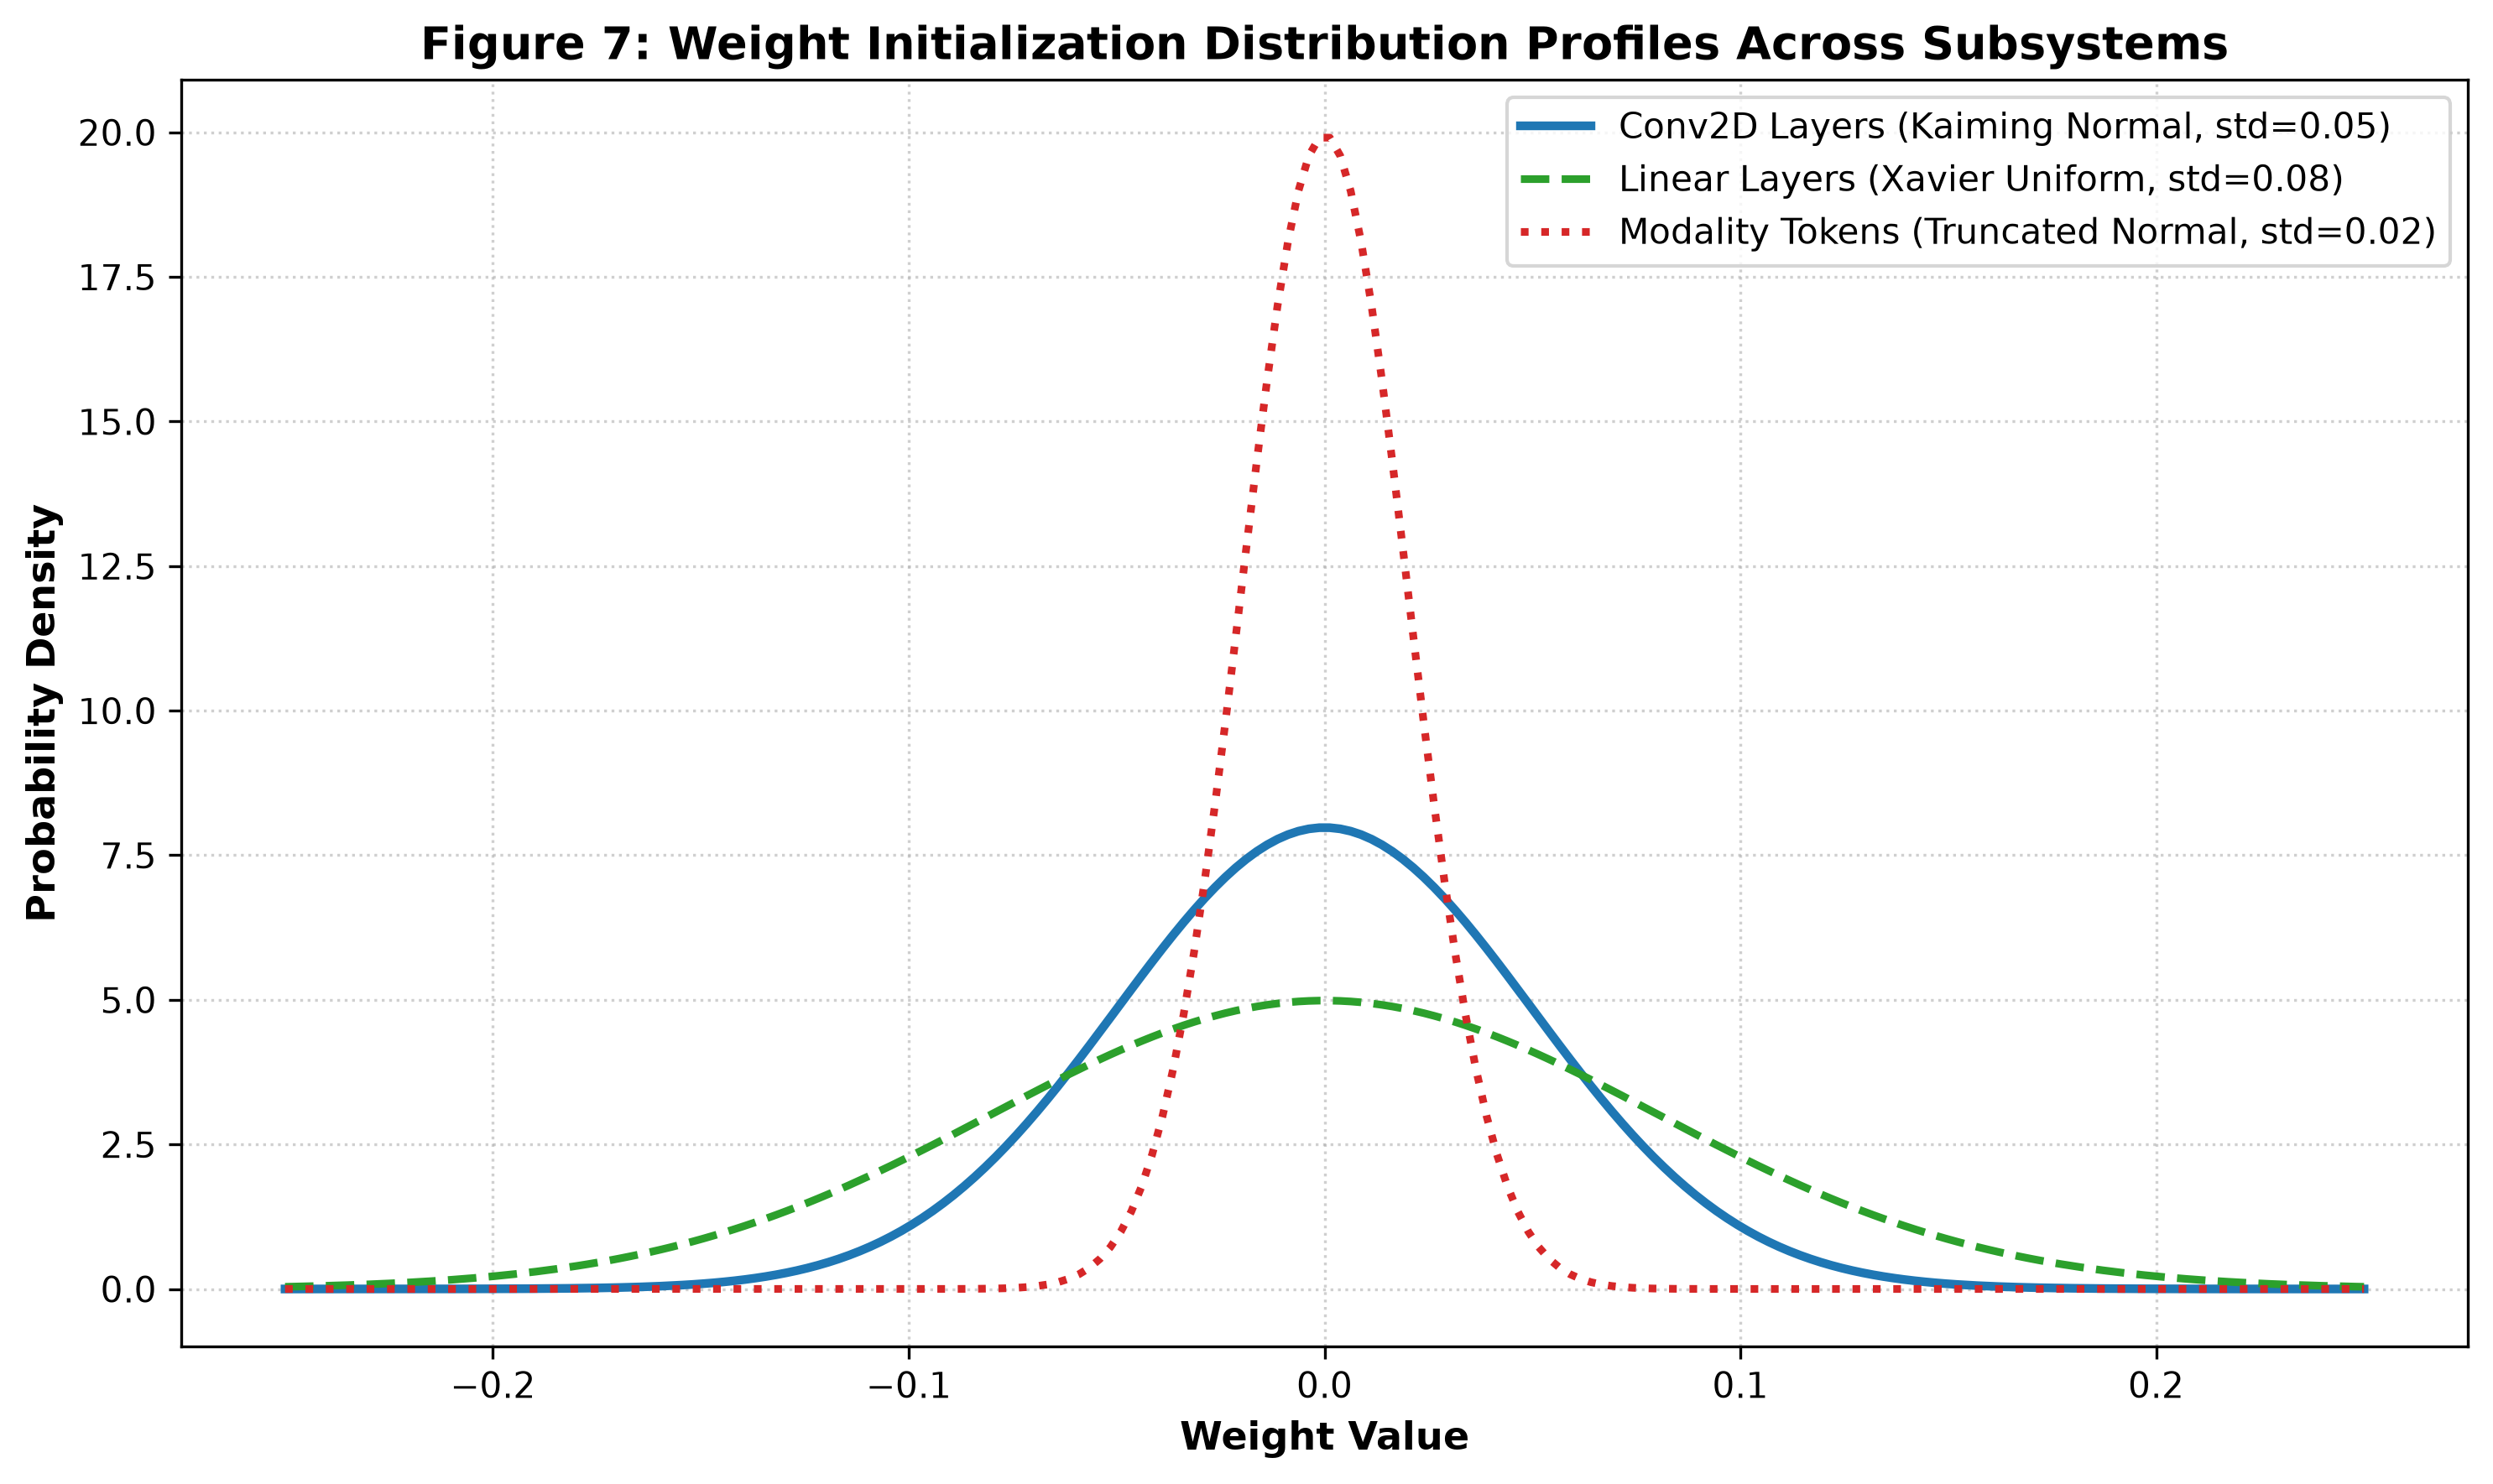 Figure 7: Weight Initialization Distribution Profiles Across Subsystems
Conv2D Layers (Kaiming Normal, std=0.05)
Linear Layers (Xavier Uniform, std=0.08)
Modality Tokens (Truncated Normal, std=0.02)
Probability Density
20.0
17.5
15.0
12.5
10.0
7.5
5.0
2.5
0.0
−0.2 −0.1 0.0 0.1 0.2
Weight Value